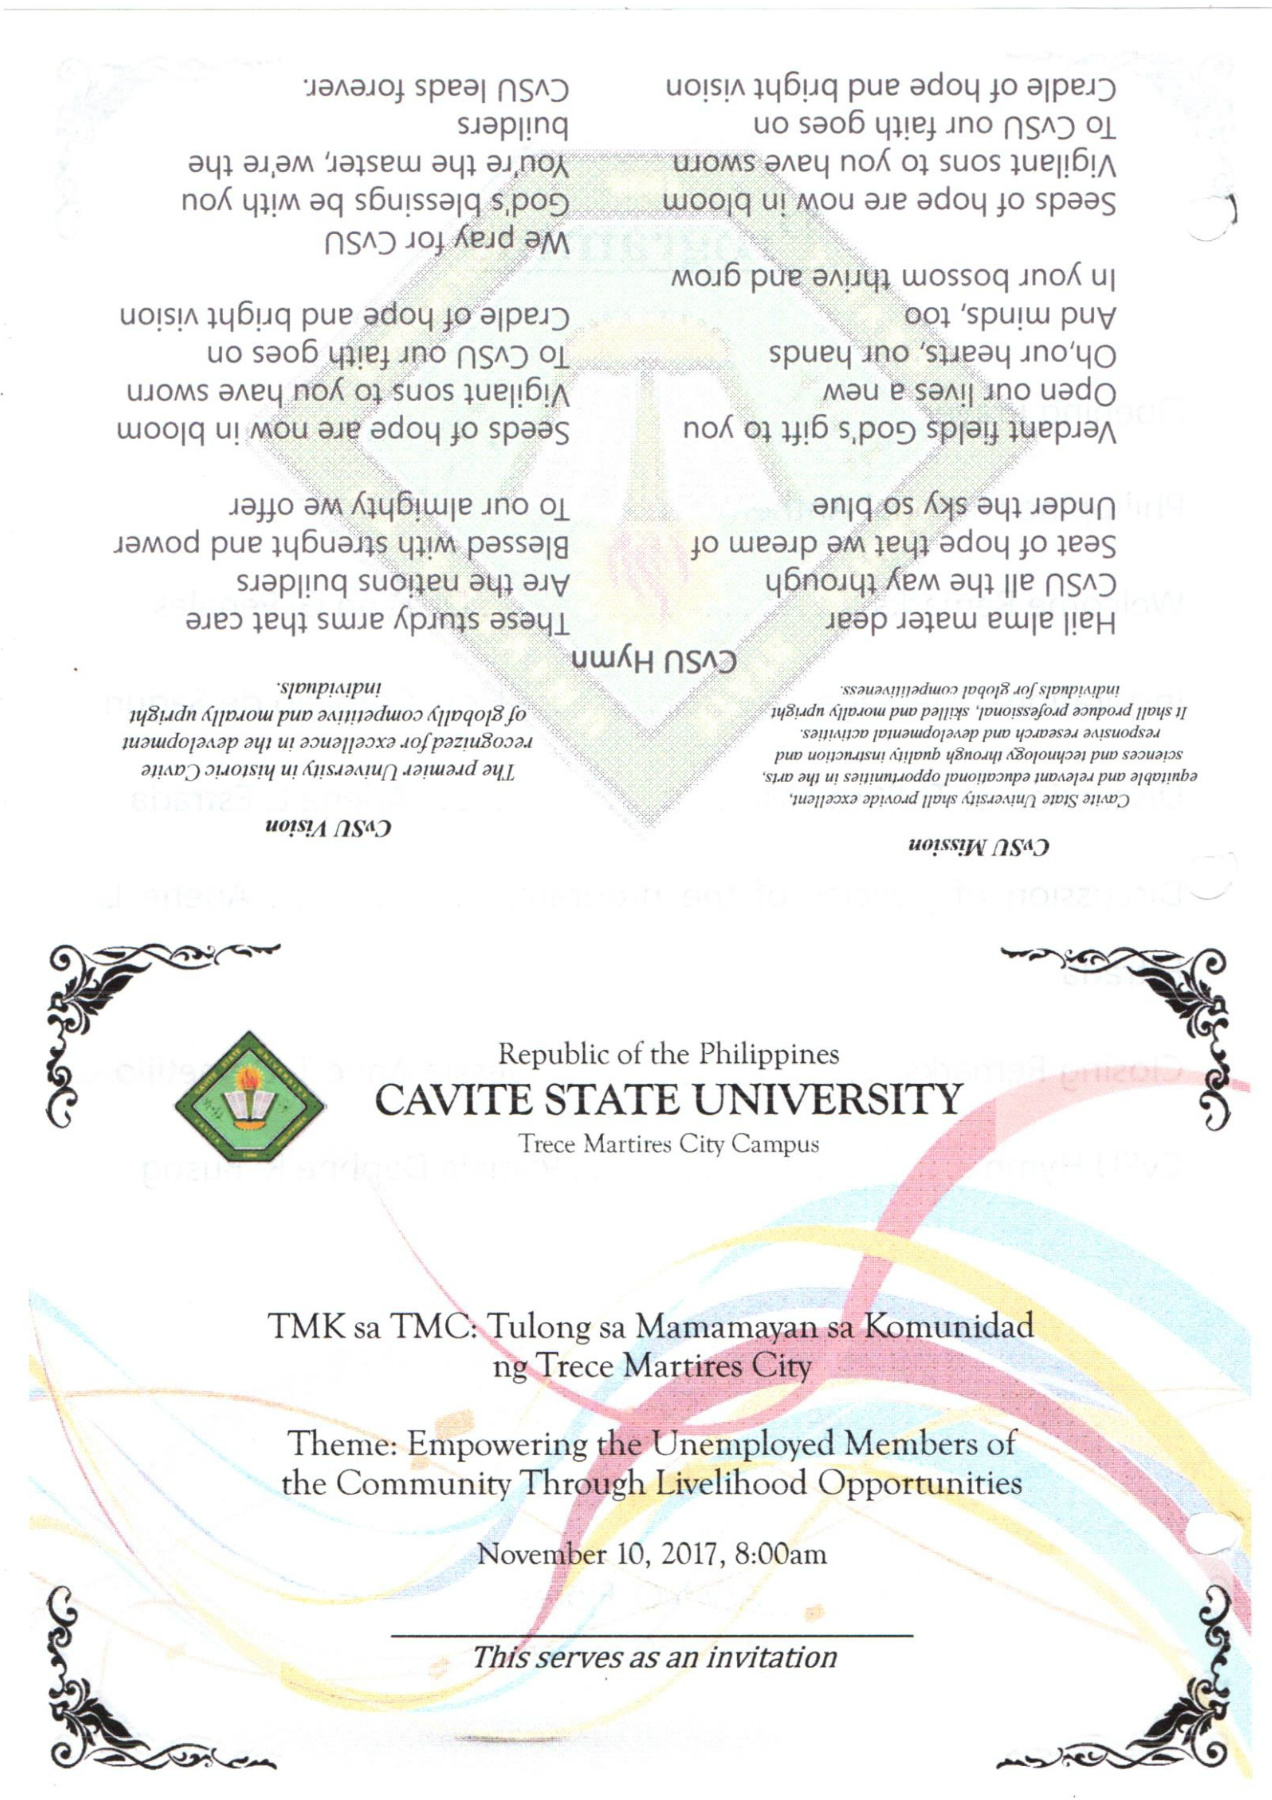 Republic of the Philippines
CAVITE STATE UNIVERSITY
Trece Martires City Campus
TMK sa TMC: Tulong sa Mamamayan sa Komunidad
ng Trece Martires City
Theme: Empowering the Unemployed Members of
the Community Through Livelihood Opportunities
November 10, 2017, 8:00am
This serves as an invitation
CvSU Mission
Cavite State University shall provide excellent,
equitable and relevant educational opportunities in the arts,
sciences and technology through quality instruction and
responsive research and developmental activities.
It shall produce professional, skilled and morally upright
individuals for global competitiveness.
CvSU Vision
The premier University in historic Cavite
recognized for excellence in the development
of globally competitive and morally upright
individuals.
CvSU Hymn
Hail alma mater dear
CvSU all the way through
Seat of hope that we dream of
Under the sky so blue
Verdant fields God's gift to you
Open our lives a new
Oh,our hearts, our hands
And minds, too
In your bossom thrive and grow
Seeds of hope are now in bloom
Vigilant sons to you have sworn
To CvSU our faith goes on
Cradle of hope and bright vision
These sturdy arms that care
Are the nations builders
Blessed with strenght and power
To our almighty we offer
Seeds of hope are now in bloom
Vigilant sons to you have sworn
To CvSU our faith goes on
Cradle of hope and bright vision
We pray for CvSU
God's blessings be with you
You're the master, we're the
builders
CvSU leads forever.